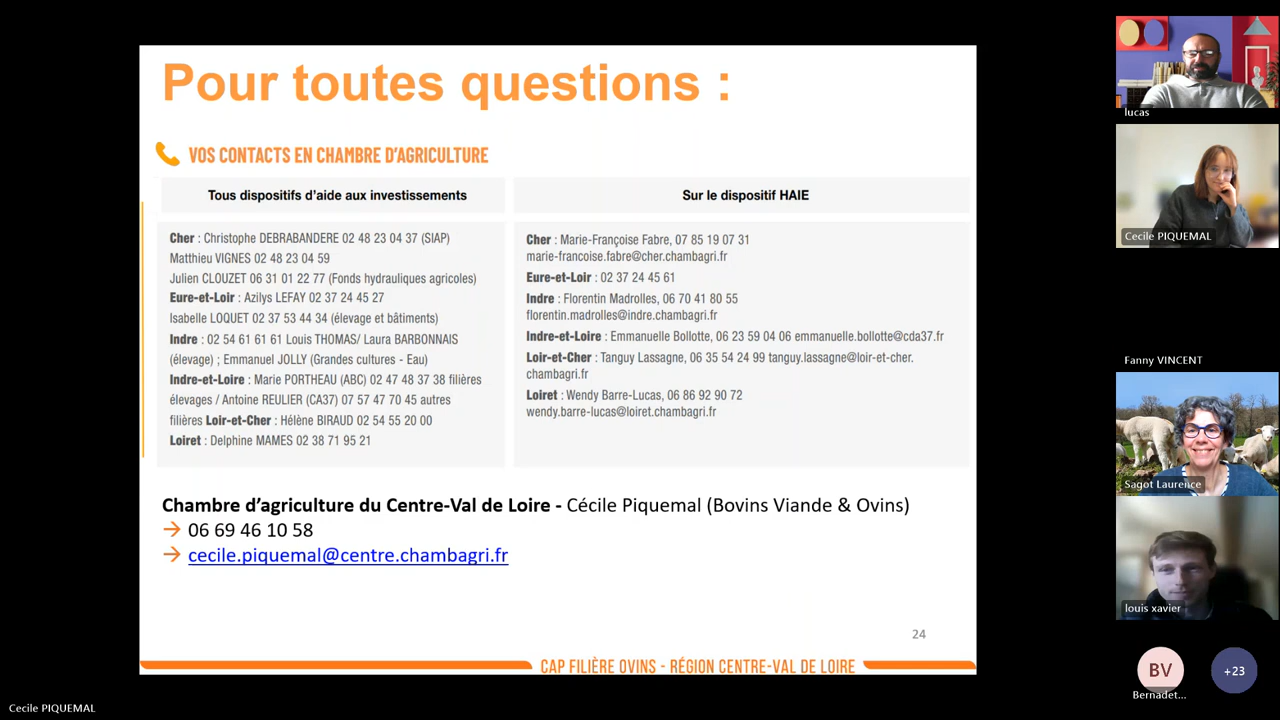 Pour toutes questions :
VOS CONTACTS EN CHAMBRE D'AGRICULTURE
Tous dispositifs d'aide aux investissements
Cher : Christophe DEBRABANDERE 02 48 23 04 37 (SIAP)
Matthieu VIGNES 02 48 23 04 59
Julien CLOUZET 06 31 01 22 77 (Fonds hydrauliques agricoles)
Eure-et-Loir : Azilys LEFAY 02 37 24 45 27
Isabelle LOQUET 02 37 53 44 34 (élevage et bâtiments)
Indre : 02 54 61 61 61 Louis THOMAS/ Laura BARBONNAIS
(élevage) ; Emmanuel JOLLY (Grandes cultures - Eau)
Indre-et-Loire : Marie PORTHEAU (ABC) 02 47 48 37 38 filières
élevages / Antoine REULIER (CA37) 07 57 47 70 45 autres
filières Loir-et-Cher : Hélène BIRAUD 02 54 55 20 00
Loiret : Delphine MAMES 02 38 71 95 21
Sur le dispositif HAIE
Cher : Marie-Françoise Fabre, 07 85 19 07 31
marie-francoise.fabre@cher.chambagri.fr
Eure-et-Loir : 02 37 24 45 61
Indre : Florentin Madrolles, 06 70 41 80 55
florentin.madrolles@indre.chambagri.fr
Indre-et-Loire : Emmanuelle Bollotte, 06 23 59 04 06 emmanuelle.bollotte@cda37.fr
Loir-et-Cher : Tanguy Lassagne, 06 35 54 24 99 tanguy.lassagne@loir-et-cher.
chambagri.fr
Loiret : Wendy Barre-Lucas, 06 86 92 90 72
wendy.barre-lucas@loiret.chambagri.fr
Chambre d'agriculture du Centre-Val de Loire - Cécile Piquemal (Bovins Viande & Ovins)
→ 06 69 46 10 58
→ cecile.piquemal@centre.chambagri.fr
24
CAP FILIÈRE OVINS - RÉGION CENTRE-VAL DE LOIRE
Cecile PIQUEMAL
lucas
Cecile PIQUEMAL
Fanny VINCENT
Sagot Laurence
louis xavier
BV
Bernadet...
+23